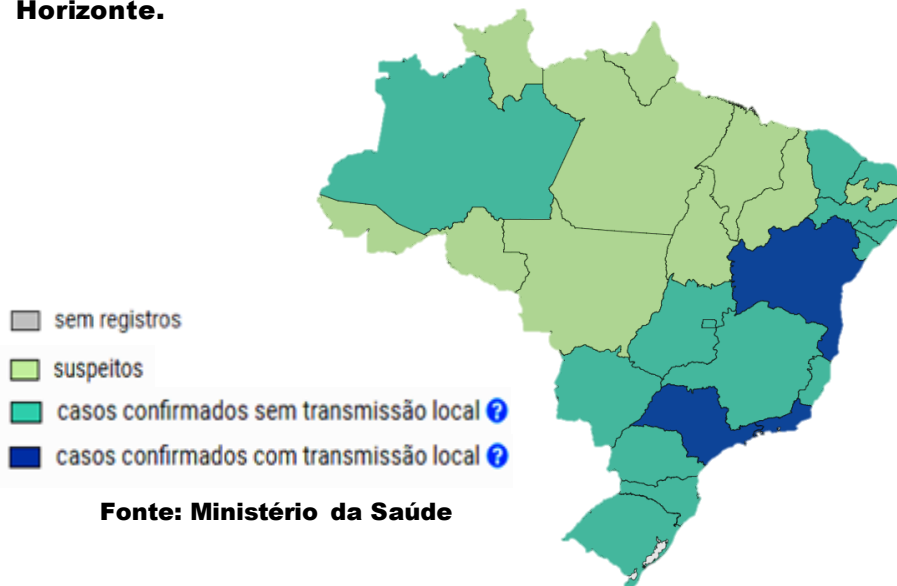 Horizonte.
sem registros
suspeitos
casos confirmados sem transmissão local ?
casos confirmados com transmissão local ?
Fonte: Ministério da Saúde